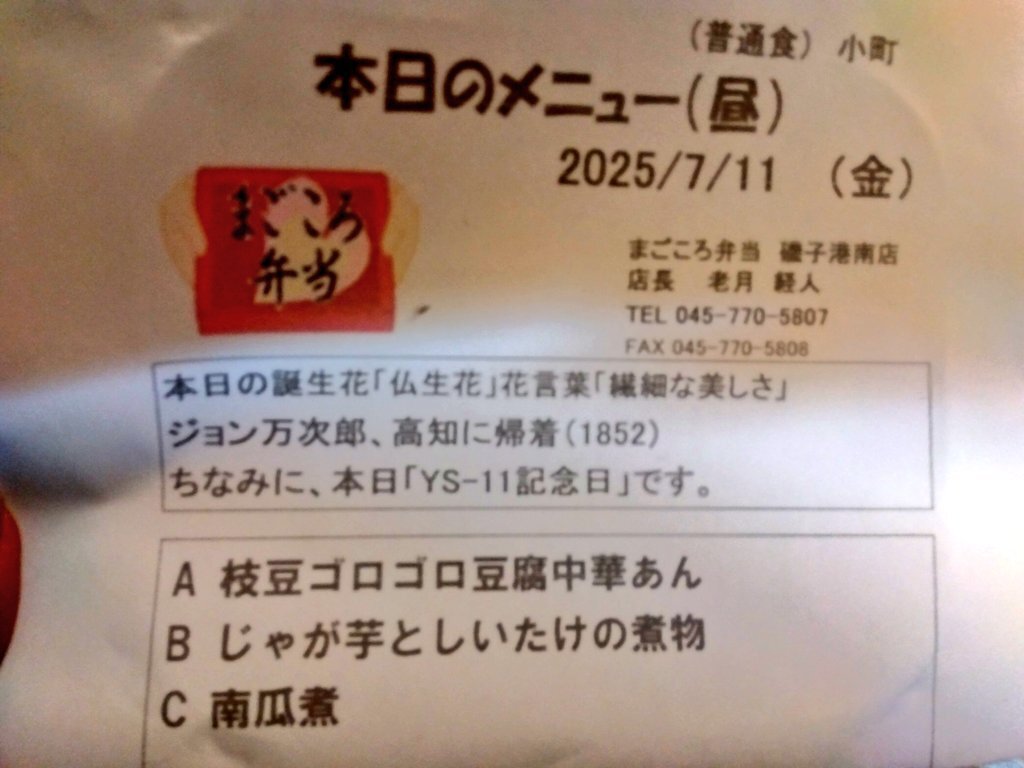 (普通食) 小町
本日のメニュー(昼)
2025/7/11 (金)
まごころ
弁当
まごころ弁当 磯子港南店
店長 老月 経人
TEL 045-770-5807
FAX 045-770-5808
本日の誕生花「仏生花」花言葉「繊細な美しさ」
ジョン万次郎、高知に帰着(1852)
ちなみに、本日「YS-11記念日」です。
A 枝豆ゴロゴロ豆腐中華あん
B じゃが芋としいたけの煮物
C 南瓜煮